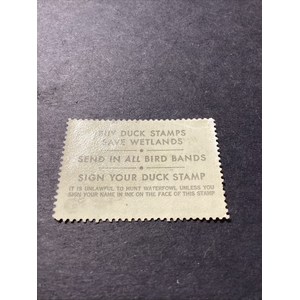 BUY DUCK STAMPS
SAVE WETLANDS
SEND IN ALL BIRD BANDS
SIGN YOUR DUCK STAMP
IT IS UNLAWFUL TO HUNT WATERFOWL UNLESS YOU
SIGN YOUR NAME IN INK ON THE FACE OF THIS STAMP